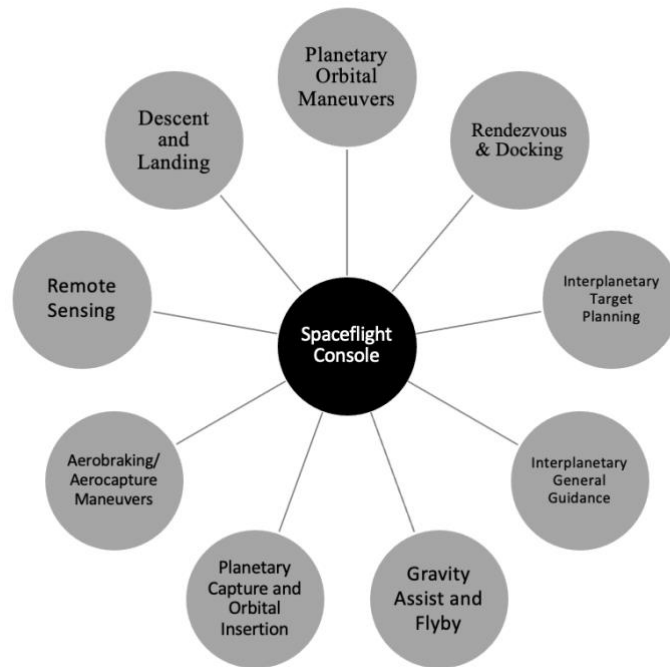 Planetary
Orbital
Maneuvers
Descent
and
Landing
Rendezvous
& Docking
Remote
Sensing
Interplanetary
Target
Planning
Spaceflight
Console
Aerobraking/
Aerocapture
Maneuvers
Interplanetary
General
Guidance
Planetary
Capture and
Orbital
Insertion
Gravity
Assist and
Flyby